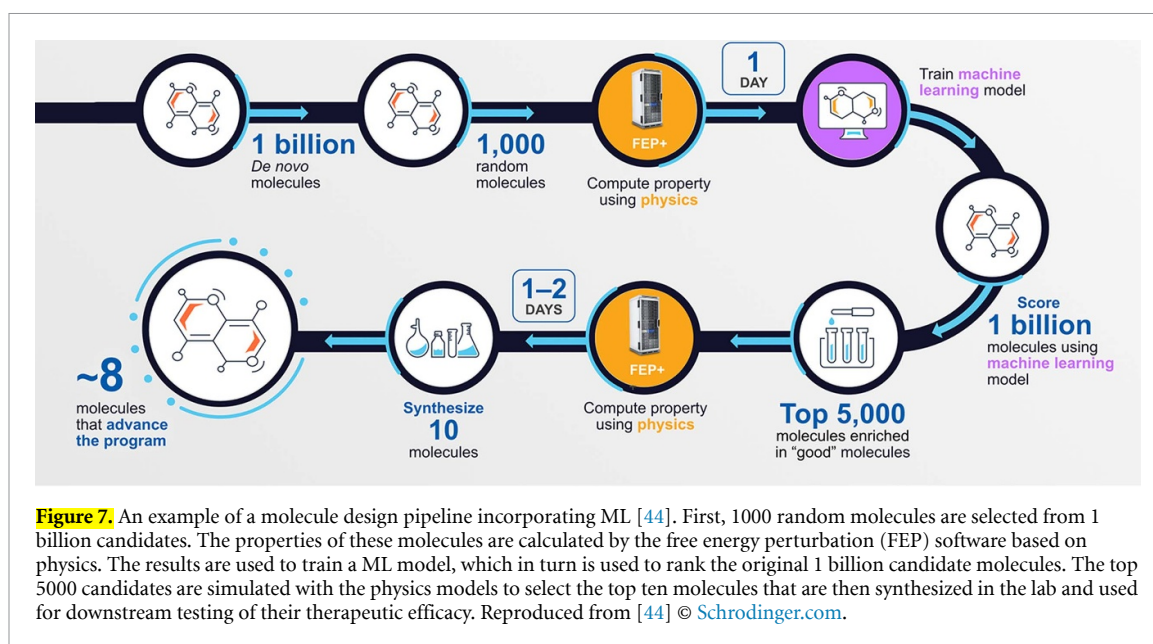 1 billion
De novo
molecules
1,000
random
molecules
FEP+
Compute property
using physics
1
DAY
Train machine
learning model
Score
1 billion
molecules using
machine learning
model
Top 5,000
molecules enriched
in “good” molecules
FEP+
Compute property
using physics
1–2
DAYS
Synthesize
10
molecules
~8
molecules
that advance
the program
Figure 7. An example of a molecule design pipeline incorporating ML [44]. First, 1000 random molecules are selected from 1
billion candidates. The properties of these molecules are calculated by the free energy perturbation (FEP) software based on
physics. The results are used to train a ML model, which in turn is used to rank the original 1 billion candidate molecules. The top
5000 candidates are simulated with the physics models to select the top ten molecules that are then synthesized in the lab and used
for downstream testing of their therapeutic efficacy. Reproduced from [44] © Schrodinger.com.